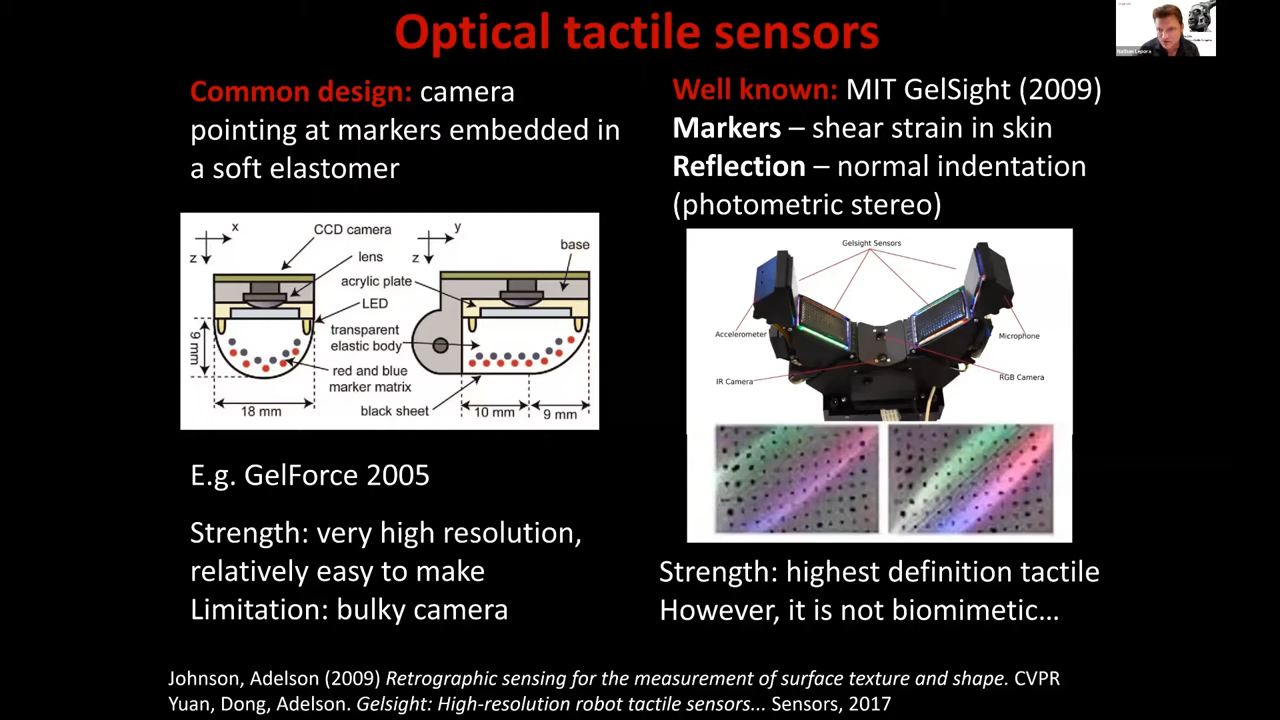 Optical tactile sensors
Common design: camera
pointing at markers embedded in
a soft elastomer
x
CCD camera
z
lens
acrylic plate
LED
9 mm
transparent
elastic body
red and blue
marker matrix
18 mm
black sheet
y
z
base
10 mm
9 mm
E.g. GelForce 2005
Strength: very high resolution,
relatively easy to make
Limitation: bulky camera
Well known: MIT GelSight (2009)
Markers – shear strain in skin
Reflection – normal indentation
(photometric stereo)
Gelsight Sensors
Accelerometer
Microphone
IR Camera
RGB Camera
Strength: highest definition tactile
However, it is not biomimetic…
Johnson, Adelson (2009) Retrographic sensing for the measurement of surface texture and shape. CVPR
Yuan, Dong, Adelson. Gelsight: High-resolution robot tactile sensors... Sensors, 2017
Nathan Lepora